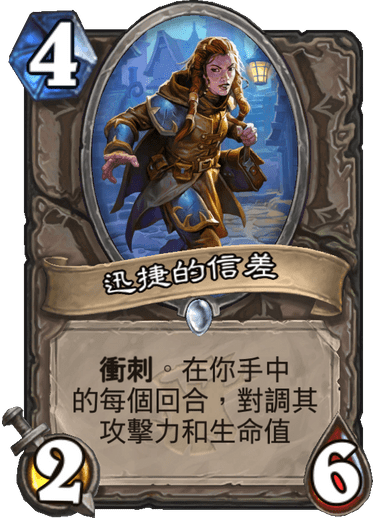 4
迅捷的信差
衝刺。在你手中
的每個回合，對調其
攻擊力和生命值
2
6